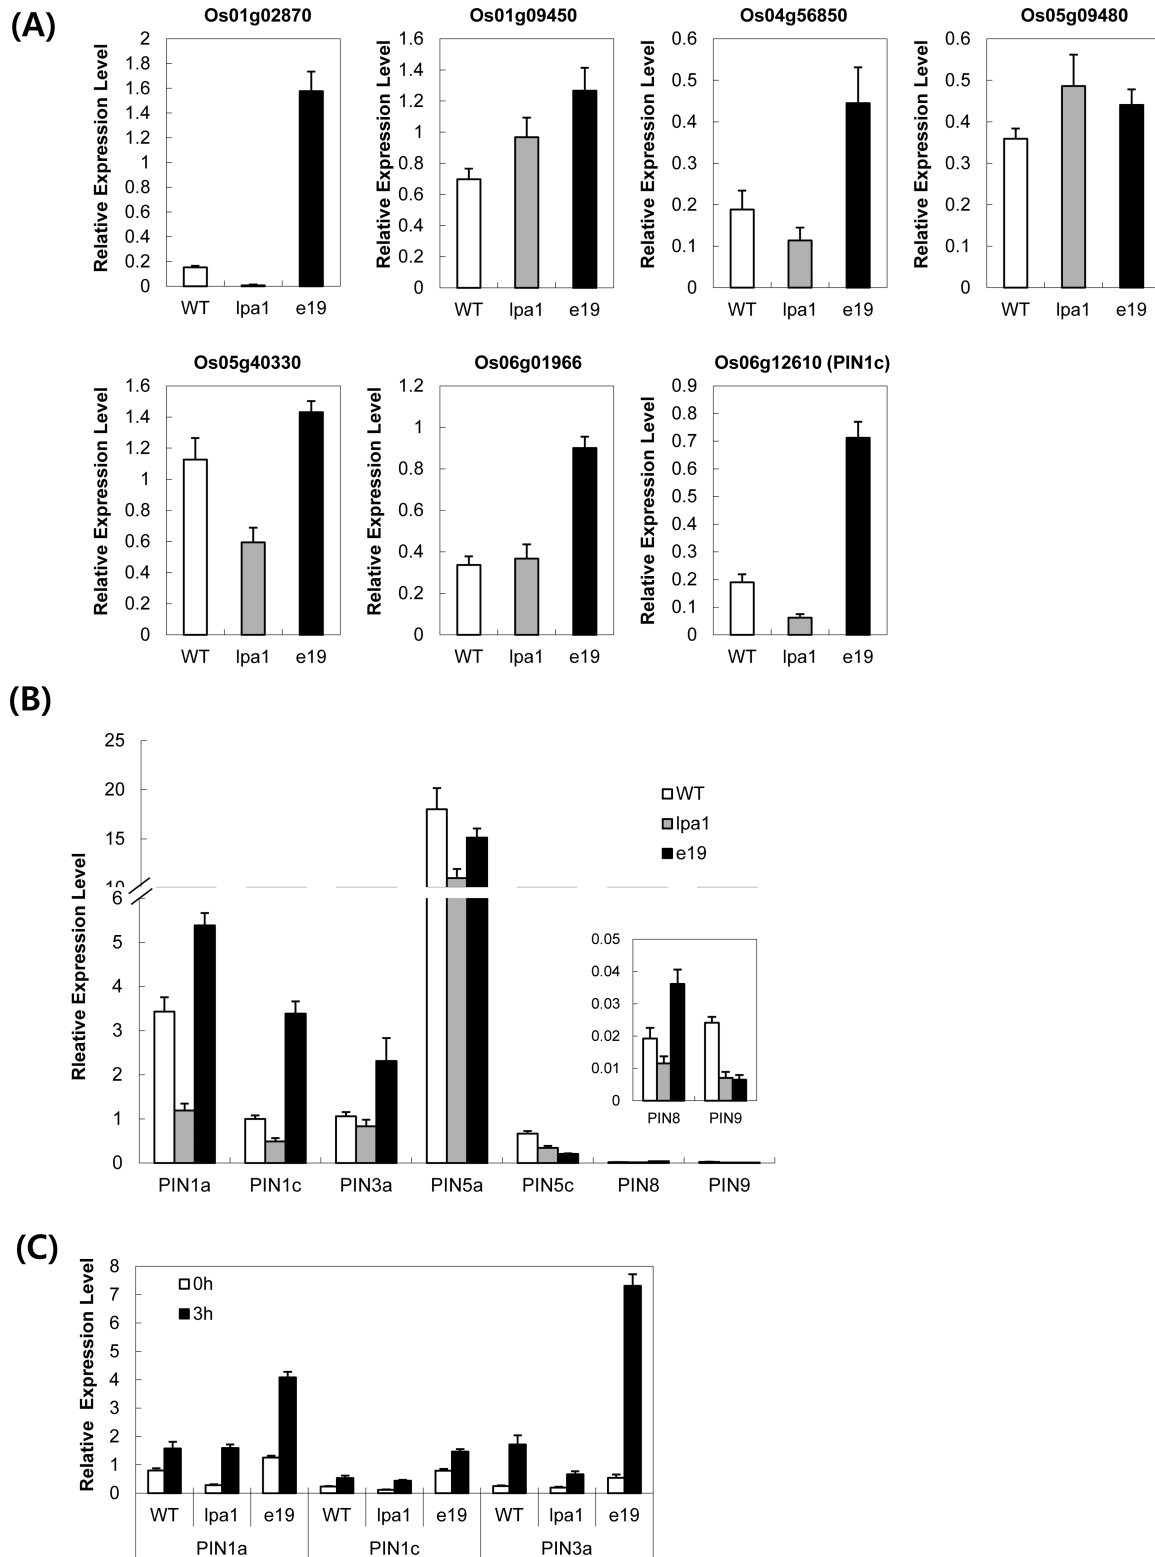 (A)
Os01g02870
Relative Expression Level
2
1.8
1.6
1.4
1.2
1
0.8
0.6
0.4
0.2
0
WT lpa1 e19
Os01g09450
Relative Expression Level
1.6
1.4
1.2
1
0.8
0.6
0.4
0.2
0
WT lpa1 e19
Os04g56850
Relative Expression Level
0.6
0.5
0.4
0.3
0.2
0.1
0
WT lpa1 e19
Os05g09480
Relative Expression Level
0.6
0.5
0.4
0.3
0.2
0.1
0
WT lpa1 e19
Os05g40330
Relative Expression Level
1.6
1.4
1.2
1
0.8
0.6
0.4
0.2
0
WT lpa1 e19
Os06g01966
Relative Expression Level
1.2
1
0.8
0.6
0.4
0.2
0
WT lpa1 e19
Os06g12610 (PIN1c)
Relative Expression Level
0.9
0.8
0.7
0.6
0.5
0.4
0.3
0.2
0.1
0
WT lpa1 e19
(B)
Rleative Expression Level
25
20
15
10
6
5
4
3
2
1
0
PIN1a PIN1c PIN3a PIN5a PIN5c PIN8 PIN9
WT
lpa1
e19
0.05
0.04
0.03
0.02
0.01
0
PIN8 PIN9
(C)
Relative Expression Level
8
7
6
5
4
3
2
1
0
0h
3h
WT lpa1 e19 WT lpa1 e19 WT lpa1 e19
PIN1a PIN1c PIN3a